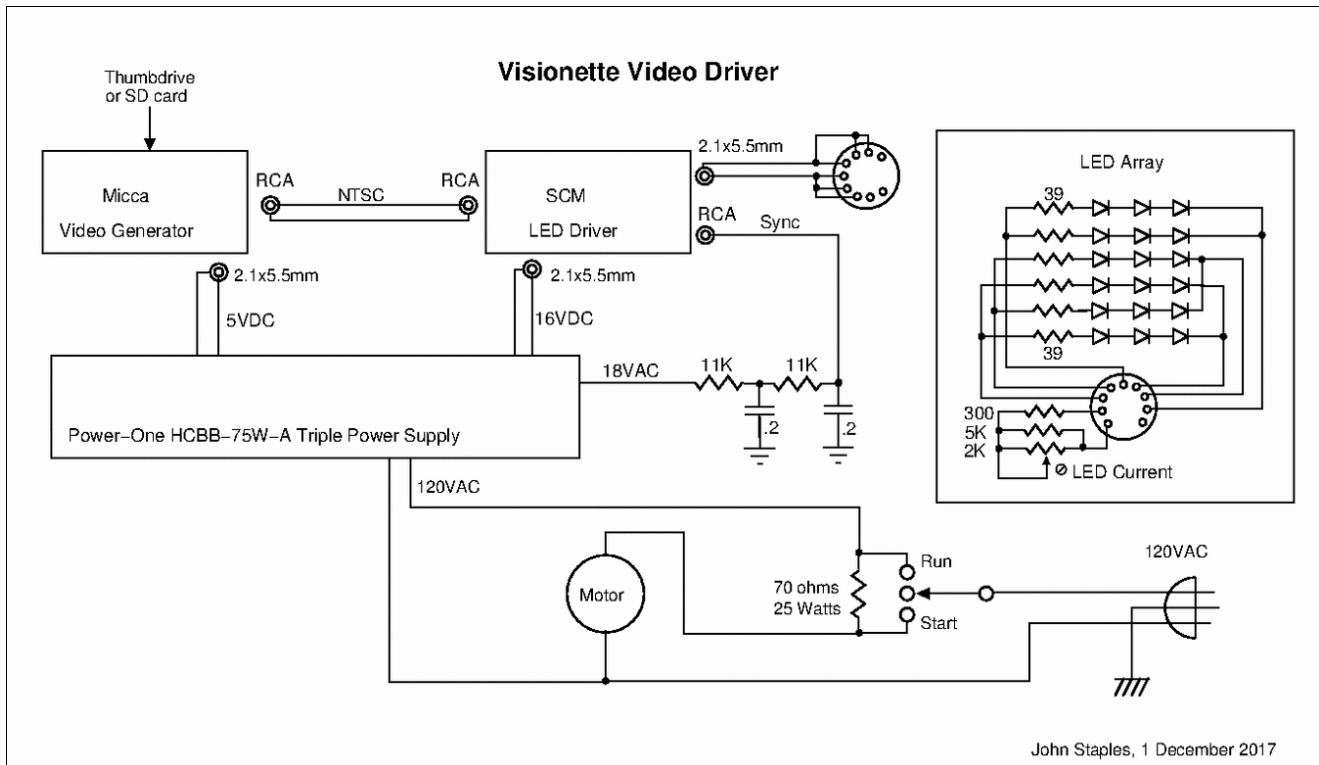 Visionette Video Driver
Thumbdrive
or SD card
Micca
Video Generator
RCA
NTSC
RCA
SCM
LED Driver
2.1x5.5mm
RCA
Sync
2.1x5.5mm
2.1x5.5mm
5VDC
16VDC
Power-One HCBB-75W-A Triple Power Supply
18VAC
11K
11K
.2
.2
120VAC
Motor
70 ohms
25 Watts
Run
Start
120VAC
LED Array
39
39
300
5K
2K
LED Current
John Staples, 1 December 2017